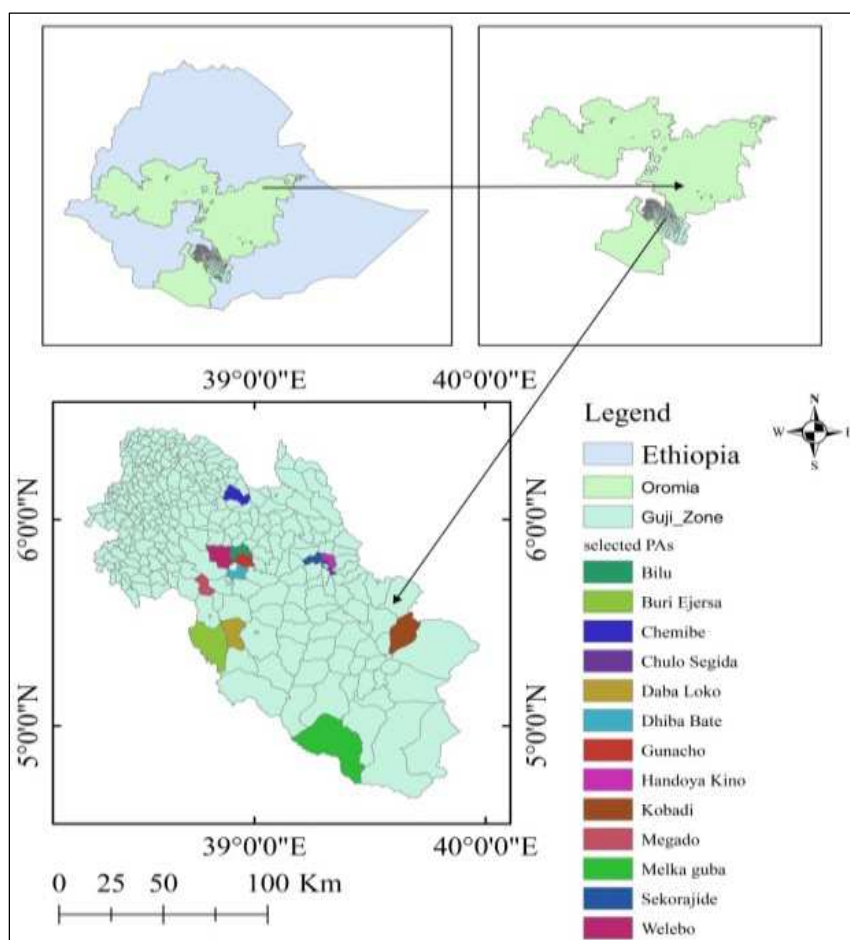 39°0'0"E 40°0'0"E
6°0'0"N
5°0'0"N
6°0'0"N
5°0'0"N
39°0'0"E 40°0'0"E
0 25 50 100 Km
Legend
N
W E
S
Ethiopia
Oromia
Guji_Zone
selected PAs
Bilu
Buri Ejersa
Chemibe
Chulo Segida
Daba Loko
Dhiba Bate
Gunacho
Handoya Kino
Kobadi
Megado
Melka guba
Sekorajide
Welebo